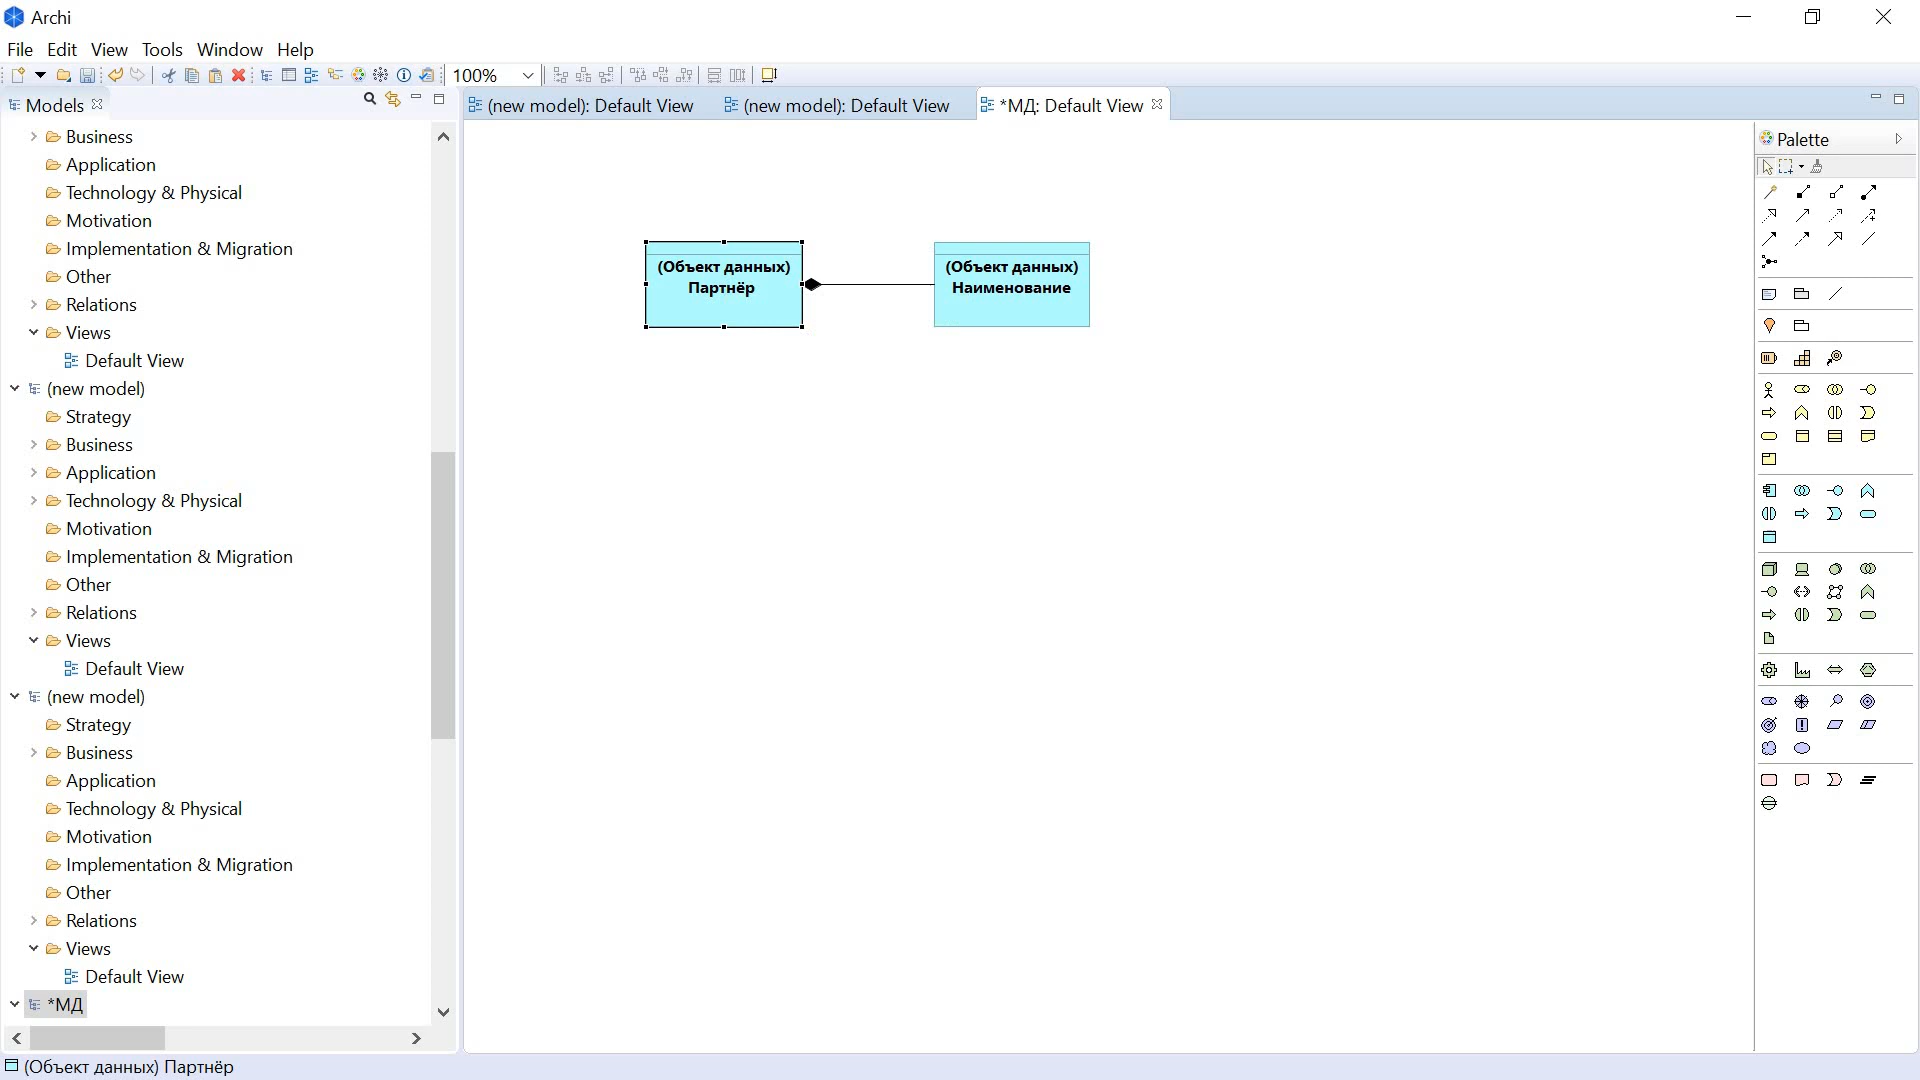 Archi
File Edit View Tools Window Help
100%
Models
(new model): Default View
(new model): Default View
*МД: Default View
Business
Application
Technology & Physical
Motivation
Implementation & Migration
Other
Relations
Views
Default View
(new model)
Strategy
Business
Application
Technology & Physical
Motivation
Implementation & Migration
Other
Relations
Views
Default View
(new model)
Strategy
Business
Application
Technology & Physical
Motivation
Implementation & Migration
Other
Relations
Views
Default View
*МД
(Объект данных)
Партнёр
(Объект данных)
Наименование
Palette
(Объект данных) Партнёр